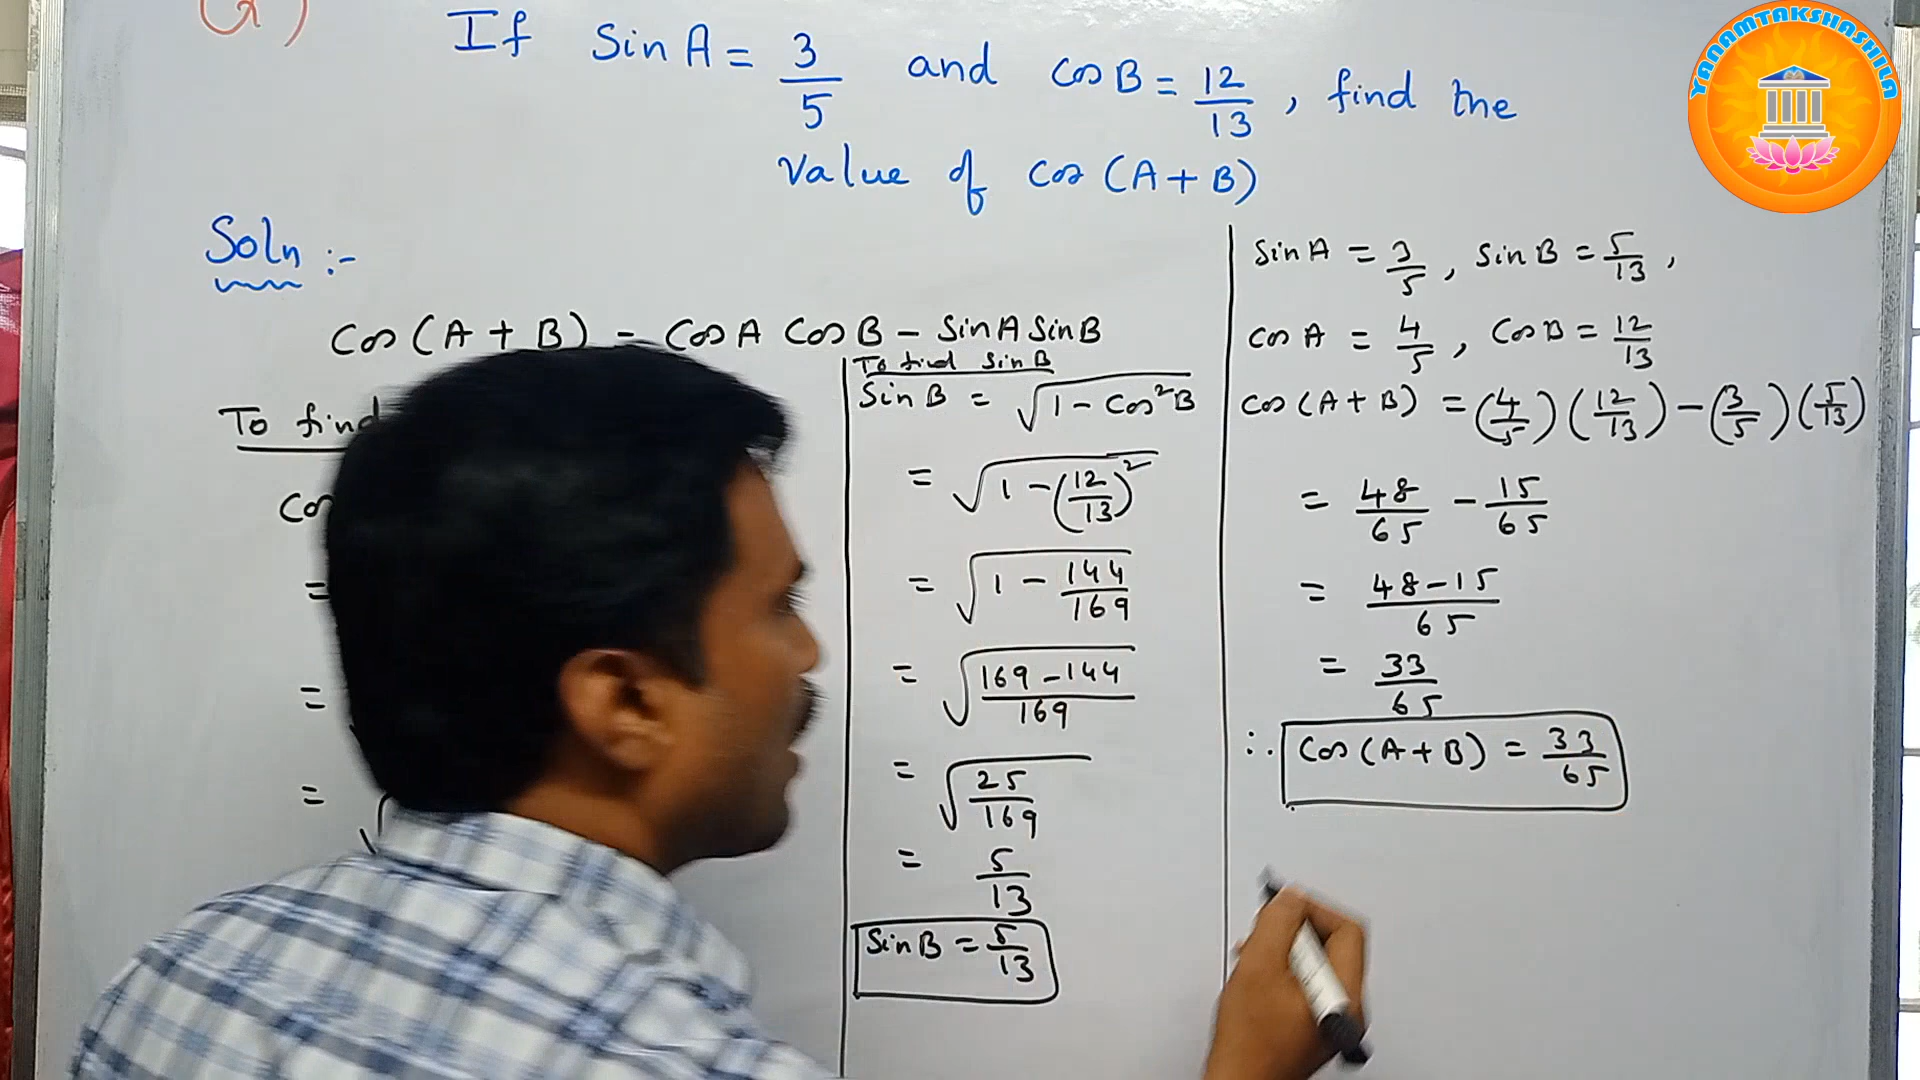 If Sin A = 3/5 and cos B = 12/13, find the
Value of cos (A + B)
Soln :-
Cos (A + B) = Cos A Cos B - Sin A Sin B
To find
Cos
=
=
=
To find Sin B
Sin B = √(1 - Cos²B)
= √(1 - (12/13)²)
= √(1 - 144/169)
= √((169 - 144)/169)
= √(25/169)
= 5/13
Sin B = 5/13
Sin A = 3/5, Sin B = 5/13,
Cos A = 4/5, Cos B = 12/13
Cos (A + B) = (4/5) (12/13) - (3/5) (5/13)
= 48/65 - 15/65
= (48 - 15)/65
= 33/65
∴ Cos (A + B) = 33/65
YANAMTAKSHASHILA